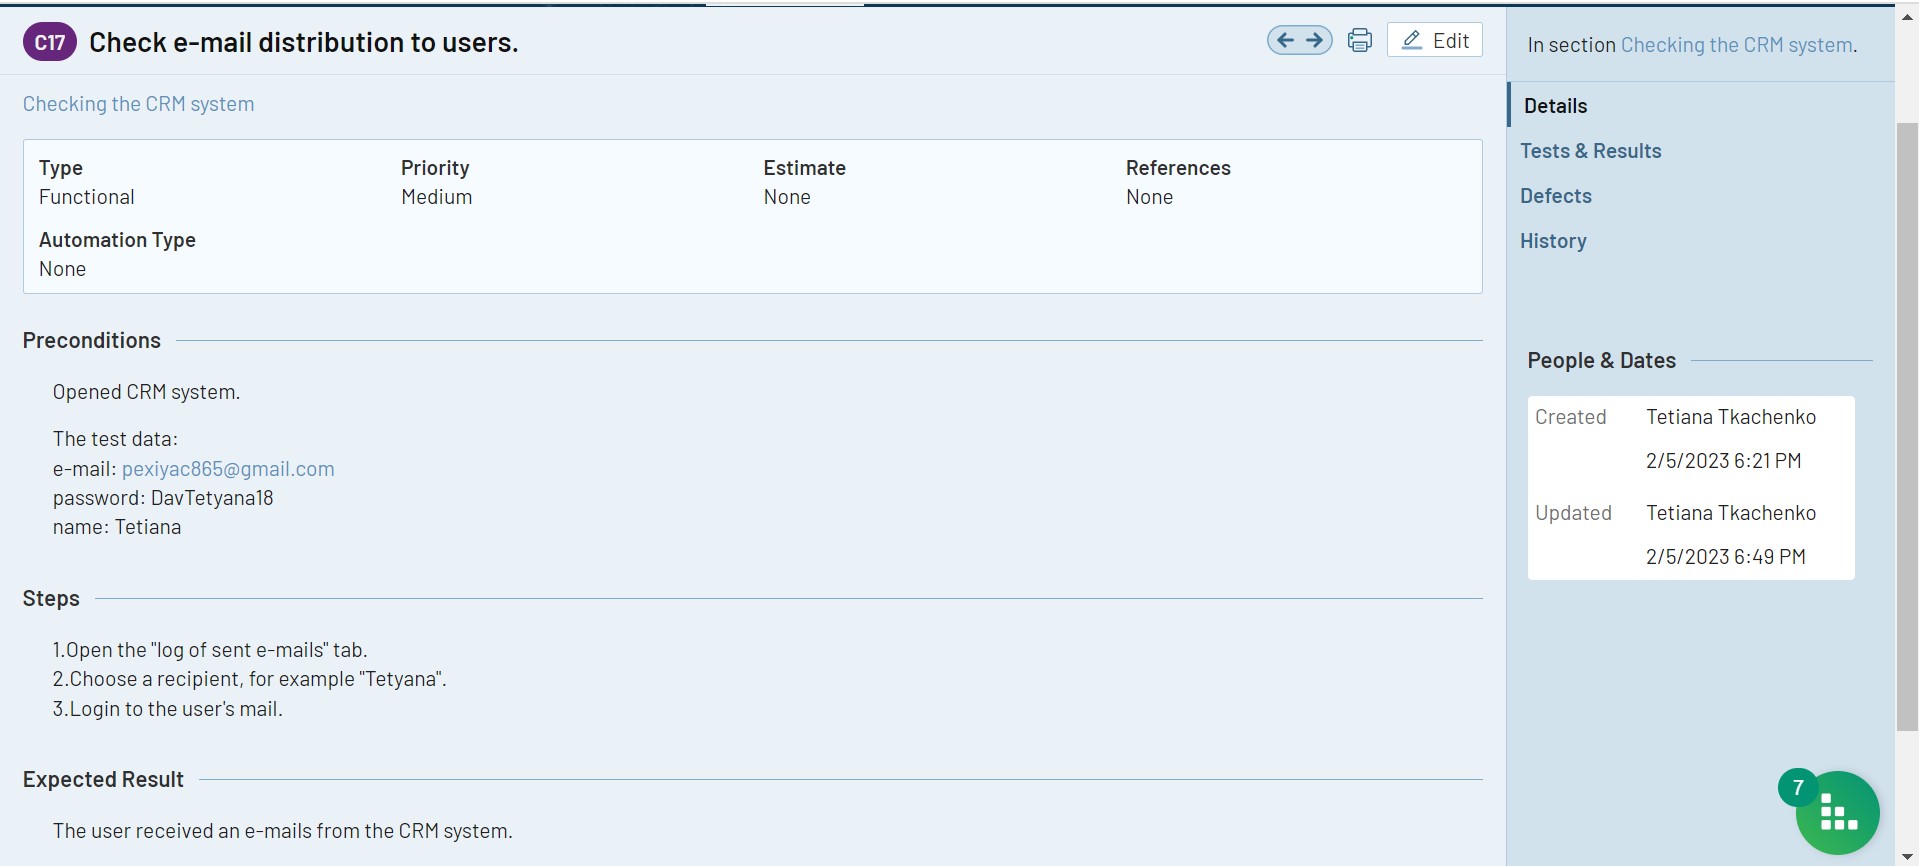 C17 Check e-mail distribution to users.
Edit
Checking the CRM system
Type Priority Estimate References
Functional Medium None None
Automation Type
None
Preconditions
Opened CRM system.
The test data:
e-mail: pexiyac865@gmail.com
password: DavTetyana18
name: Tetiana
Steps
1.Open the "log of sent e-mails" tab.
2.Choose a recipient, for example "Tetyana".
3.Login to the user's mail.
Expected Result
The user received an e-mails from the CRM system.
In section Checking the CRM system.
Details
Tests & Results
Defects
History
People & Dates
Created Tetiana Tkachenko
2/5/2023 6:21 PM
Updated Tetiana Tkachenko
2/5/2023 6:49 PM
7